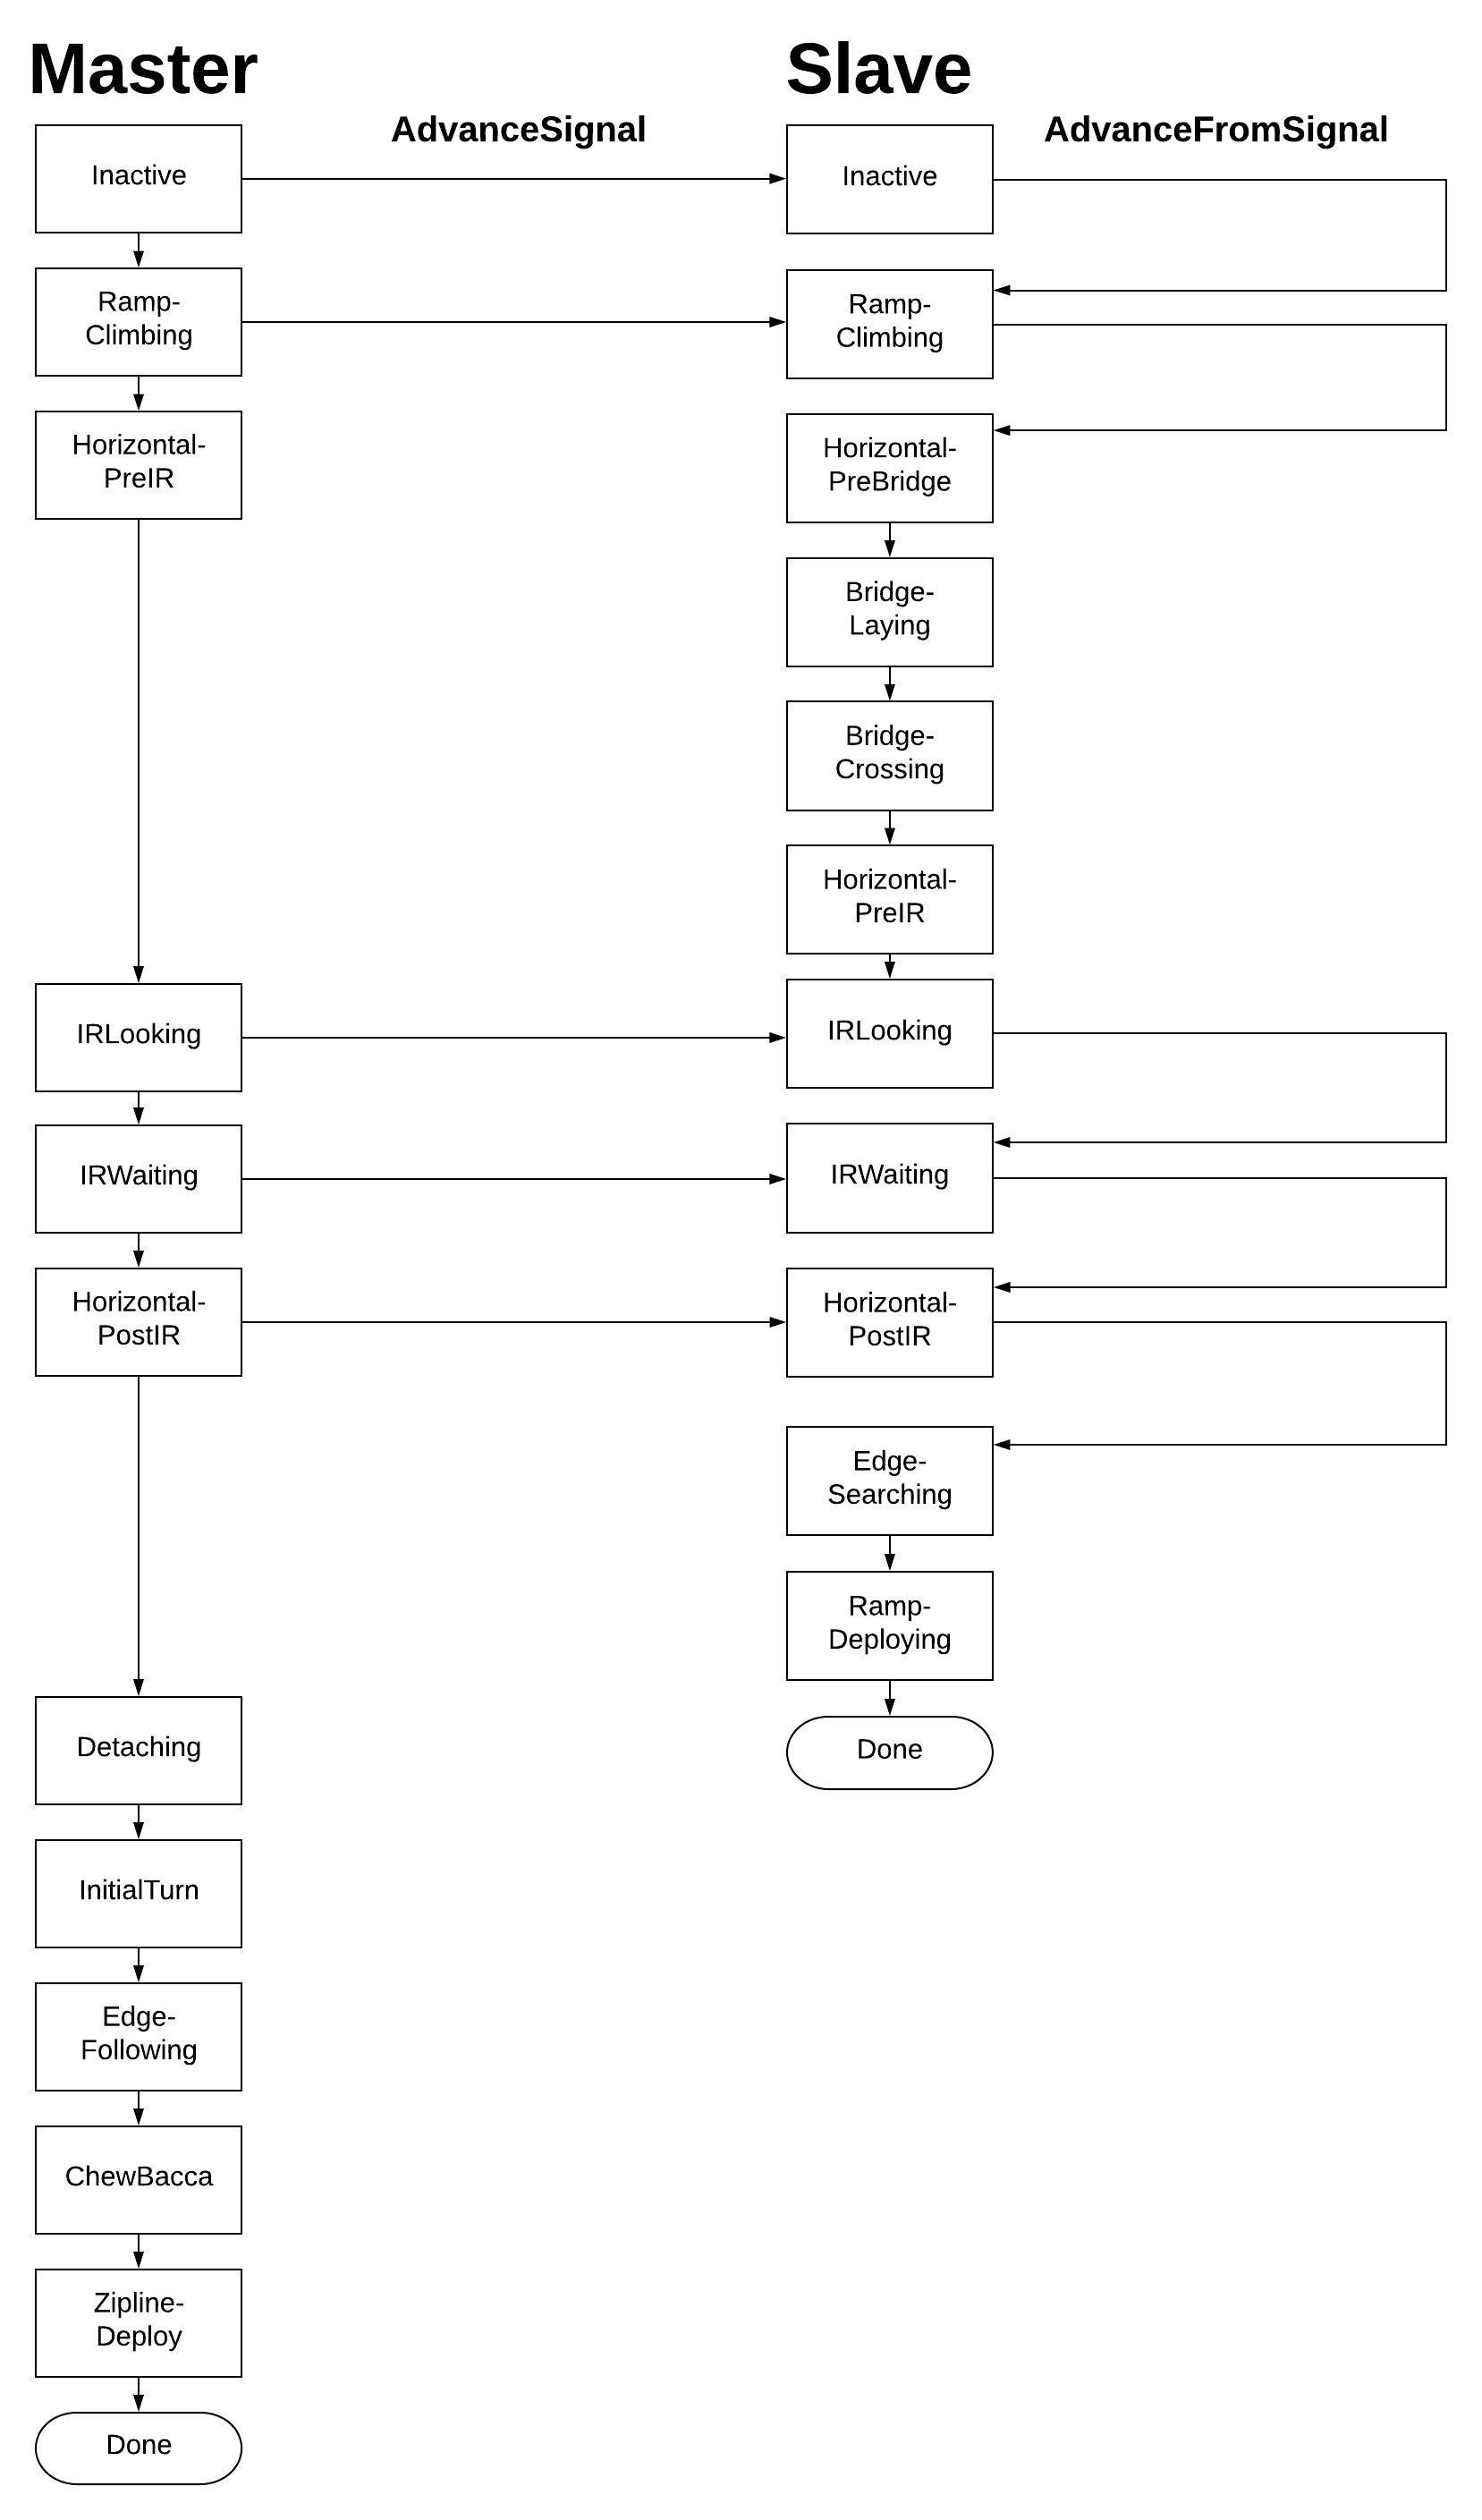 Master
Slave
AdvanceSignal
AdvanceFromSignal
Inactive
Inactive
Ramp-
Climbing
Ramp-
Climbing
Horizontal-
PreIR
Horizontal-
PreBridge
Bridge-
Laying
Bridge-
Crossing
Horizontal-
PreIR
IRLooking
IRLooking
IRWaiting
IRWaiting
Horizontal-
PostIR
Horizontal-
PostIR
Edge-
Searching
Ramp-
Deploying
Detaching
Done
InitialTurn
Edge-
Following
ChewBacca
Zipline-
Deploy
Done